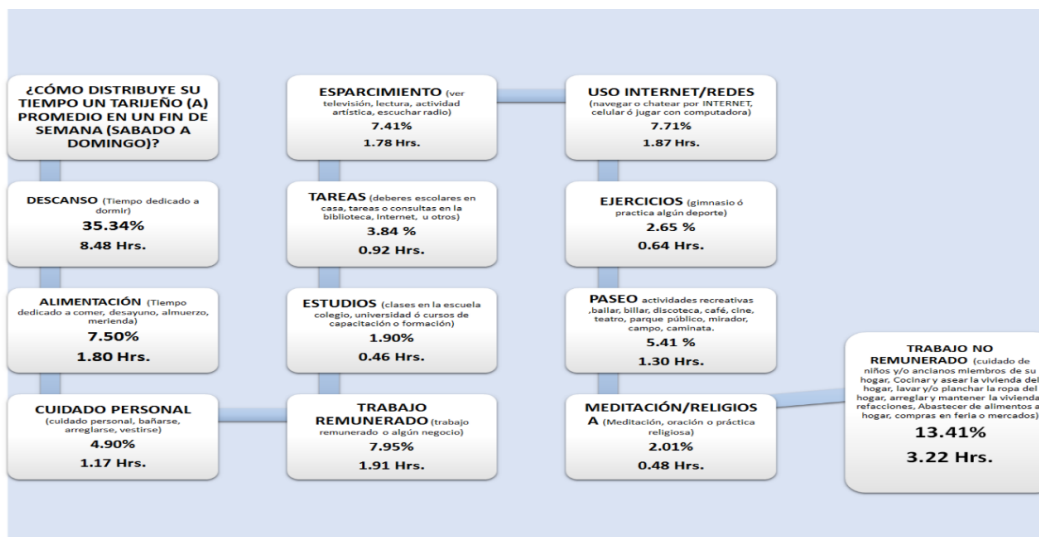 ¿CÓMO DISTRIBUYE SU
TIEMPO UN TARIJEÑO (A)
PROMEDIO EN UN FIN DE
SEMANA (SABADO A
DOMINGO)?
DESCANSO (Tiempo dedicado a
dormir)
35.34%
8.48 Hrs.
ALIMENTACIÓN (Tiempo
dedicado a comer, desayuno, almuerzo,
merienda)
7.50%
1.80 Hrs.
CUIDADO PERSONAL
(cuidado personal, bañarse,
arreglarse, vestirse)
4.90%
1.17 Hrs.
TRABAJO
REMUNERADO (trabajo
remunerado o algún negocio)
7.95%
1.91 Hrs.
ESTUDIOS (clases en la escuela
colegio, universidad ó cursos de
capacitación o formación)
1.90%
0.46 Hrs.
TAREAS (deberes escolares en
casa, tareas o consultas en la
biblioteca, Internet, u otros)
3.84 %
0.92 Hrs.
ESPARCIMIENTO (ver
televisión, lectura, actividad
artística, escuchar radio)
7.41%
1.78 Hrs.
USO INTERNET/REDES
(navegar o chatear por INTERNET,
celular ó jugar con computadora)
7.71%
1.87 Hrs.
EJERCICIOS (gimnasio ó
practica algún deporte)
2.65 %
0.64 Hrs.
PASEO actividades recreativas
,bailar, billar, discoteca, café, cine,
teatro, parque público, mirador,
campo, caminata.
5.41 %
1.30 Hrs.
MEDITACIÓN/RELIGIOS
A (Meditación, oración o práctica
religiosa)
2.01%
0.48 Hrs.
TRABAJO NO
REMUNERADO (cuidado de
niños y/o ancianos miembros de su
hogar, Cocinar y asear la vivienda del
hogar, lavar y/o planchar la ropa del
hogar, arreglar y mantener la vivienda,
refacciones, Abastecer de alimentos a
hogar, compras en feria o mercados)
13.41%
3.22 Hrs.